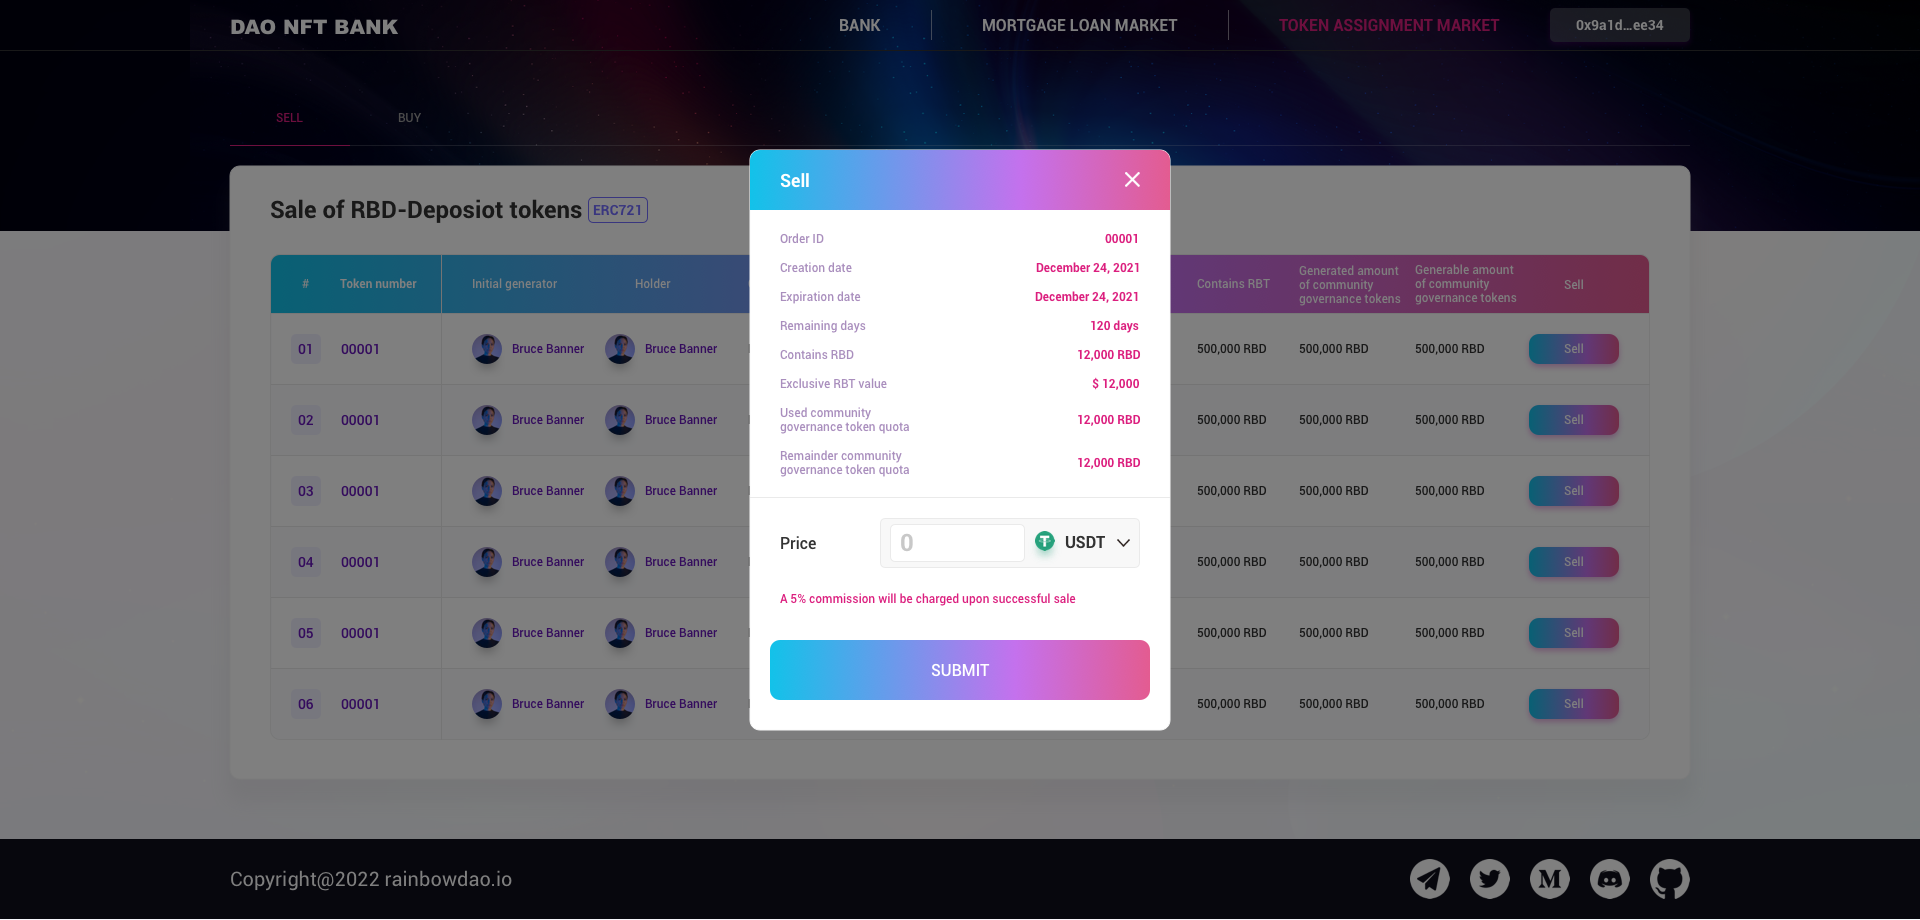 DAO NFT BANK
BANK
MORTGAGE LOAN MARKET
TOKEN ASSIGNMENT MARKET
0x9a1d...ee34
SELL
BUY
Sale of RBD-Deposiot tokens
ERC721
#
Token number
Initial generator
Holder
Contains RBT
Generated amount
of community
governance tokens
Generable amount
of community
governance tokens
Sell
01
00001
Bruce Banner
Bruce Banner
500,000 RBD
500,000 RBD
500,000 RBD
Sell
02
00001
Bruce Banner
Bruce Banner
500,000 RBD
500,000 RBD
500,000 RBD
Sell
03
00001
Bruce Banner
Bruce Banner
500,000 RBD
500,000 RBD
500,000 RBD
Sell
04
00001
Bruce Banner
Bruce Banner
500,000 RBD
500,000 RBD
500,000 RBD
Sell
05
00001
Bruce Banner
Bruce Banner
500,000 RBD
500,000 RBD
500,000 RBD
Sell
06
00001
Bruce Banner
Bruce Banner
500,000 RBD
500,000 RBD
500,000 RBD
Sell
Sell
Order ID
00001
Creation date
December 24, 2021
Expiration date
December 24, 2021
Remaining days
120 days
Contains RBD
12,000 RBD
Exclusive RBT value
$ 12,000
Used community
governance token quota
12,000 RBD
Remainder community
governance token quota
12,000 RBD
Price
0
USDT
A 5% commission will be charged upon successful sale
SUBMIT
Copyright@2022 rainbowdao.io